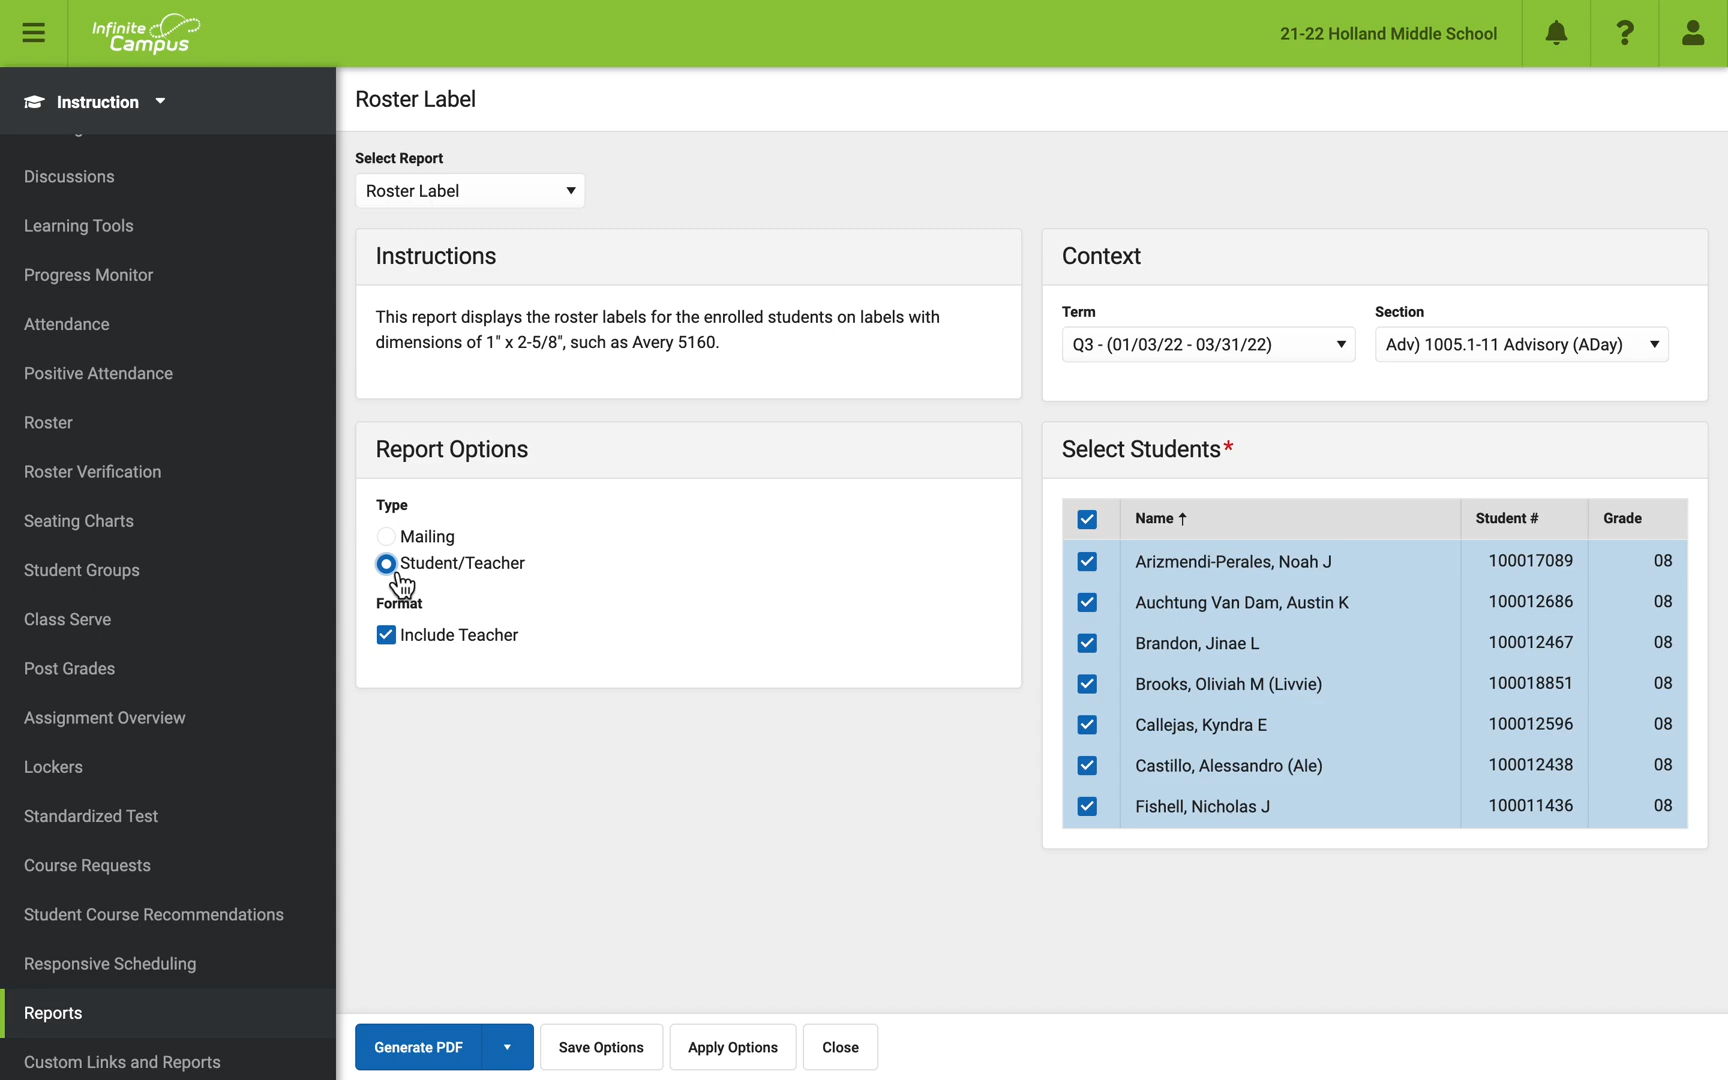 Infinite Campus
21-22 Holland Middle School
?
Instruction
Discussions
Learning Tools
Progress Monitor
Attendance
Positive Attendance
Roster
Roster Verification
Seating Charts
Student Groups
Class Serve
Post Grades
Assignment Overview
Lockers
Standardized Test
Course Requests
Student Course Recommendations
Responsive Scheduling
Reports
Custom Links and Reports
Roster Label
Select Report
Roster Label
Instructions
This report displays the roster labels for the enrolled students on labels with
dimensions of 1" x 2-5/8", such as Avery 5160.
Context
Term
Section
Q3 - (01/03/22 - 03/31/22)
Adv) 1005.1-11 Advisory (ADay)
Report Options
Type
Mailing
Student/Teacher
Format
Include Teacher
Select Students*
Name ↑ Student # Grade
Arizmendi-Perales, Noah J 100017089 08
Auchtung Van Dam, Austin K 100012686 08
Brandon, Jinae L 100012467 08
Brooks, Oliviah M (Livvie) 100018851 08
Callejas, Kyndra E 100012596 08
Castillo, Alessandro (Ale) 100012438 08
Fishell, Nicholas J 100011436 08
Generate PDF
Save Options
Apply Options
Close